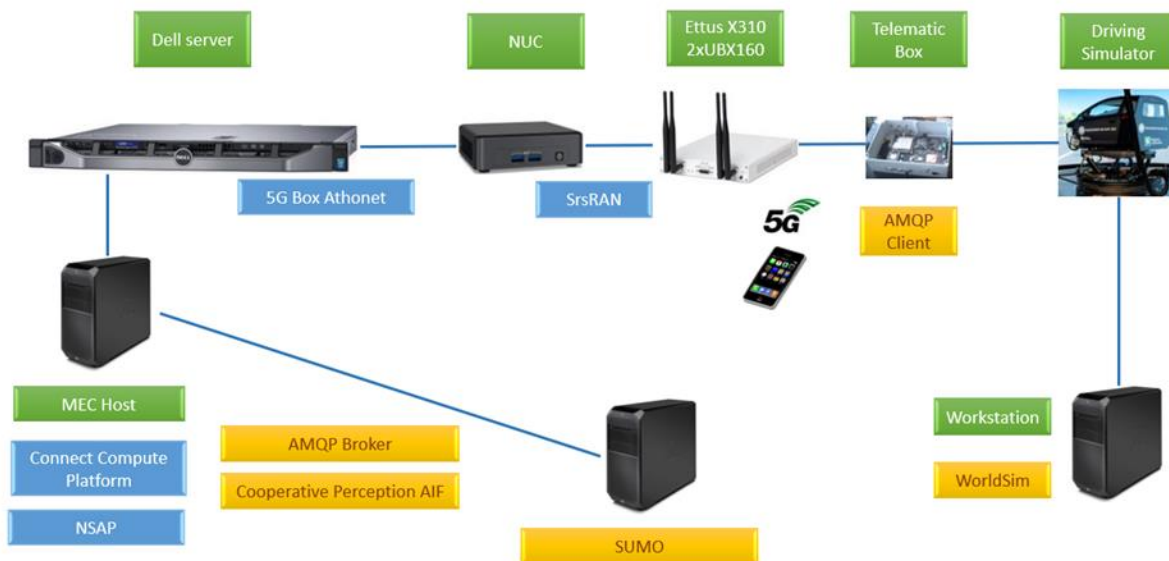 Dell server
NUC
Ettus X310
2xUBX160
Telematic
Box
Driving
Simulator
DELL
5G Box Athonet
SrsRAN
5G
AMQP
Client
MEC Host
Connect Compute
Platform
NSAP
AMQP Broker
Cooperative Perception AIF
SUMO
Workstation
WorldSim